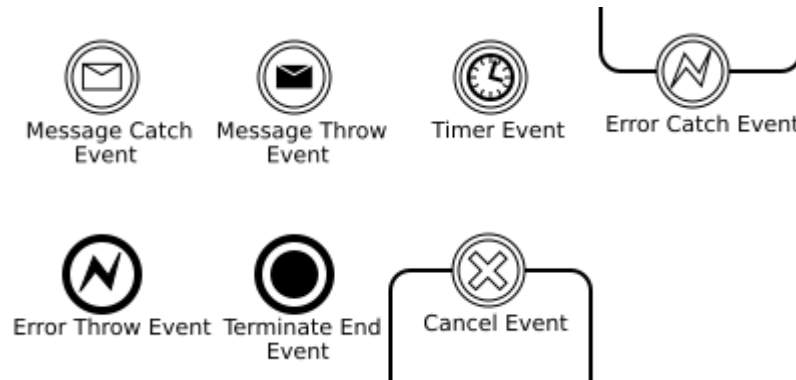 Message Catch
Event
Message Throw
Event
Timer Event
Error Catch Event
Error Throw Event
Terminate End
Event
Cancel Event